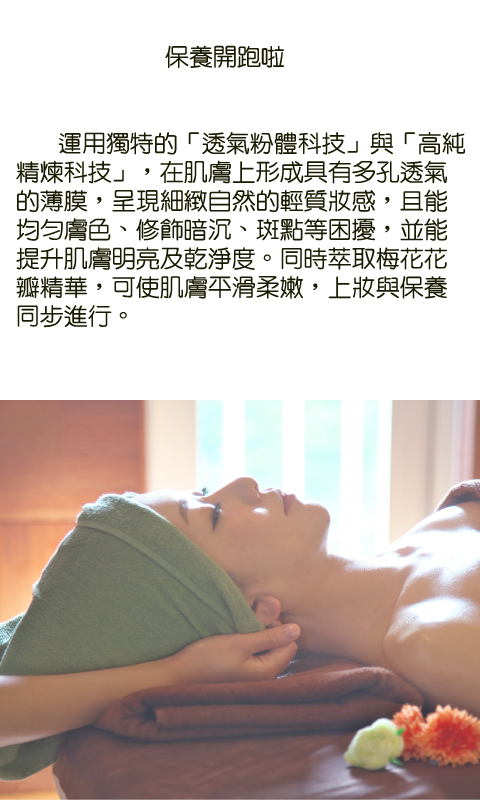 保養開跑啦
運用獨特的「透氣粉體科技」與「高純
精煉科技」，在肌膚上形成具有多孔透氣
的薄膜，呈現細緻自然的輕質妝感，且能
均勻膚色、修飾暗沉、斑點等困擾，並能
提升肌膚明亮及乾淨度。同時萃取梅花花
瓣精華，可使肌膚平滑柔嫩，上妝與保養
同步進行。